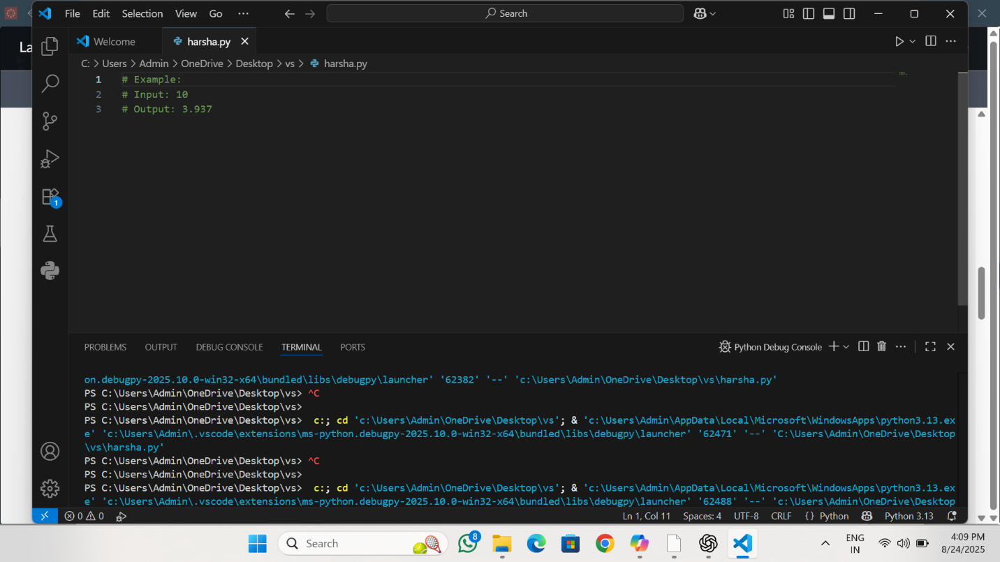 File Edit Selection View Go ··· Search
La
Welcome harsha.py
C: > Users > Admin > OneDrive > Desktop > vs > harsha.py
1 # Example:
2 # Input: 10
3 # Output: 3.937
1
PROBLEMS OUTPUT DEBUG CONSOLE TERMINAL PORTS Python Debug Console
on.debugpy-2025.10.0-win32-x64\bundled\libs\debugpy\launcher' '62382' '--' 'c:\Users\Admin\OneDrive\Desktop\vs\harsha.py'
PS C:\Users\Admin\OneDrive\Desktop\vs> ^C
PS C:\Users\Admin\OneDrive\Desktop\vs>
PS C:\Users\Admin\OneDrive\Desktop\vs>  c:; cd 'c:\Users\Admin\OneDrive\Desktop\vs'; & 'c:\Users\Admin\AppData\Local\Microsoft\WindowsApps\python3.13.ex
e' 'c:\Users\Admin\.vscode\extensions\ms-python.debugpy-2025.10.0-win32-x64\bundled\libs\debugpy\launcher' '62471' '--' 'C:\Users\Admin\OneDrive\Desktop
\vs\harsha.py'
PS C:\Users\Admin\OneDrive\Desktop\vs> ^C
PS C:\Users\Admin\OneDrive\Desktop\vs>
PS C:\Users\Admin\OneDrive\Desktop\vs>  c:; cd 'c:\Users\Admin\OneDrive\Desktop\vs'; & 'c:\Users\Admin\AppData\Local\Microsoft\WindowsApps\python3.13.ex
e' 'c:\Users\Admin\.vscode\extensions\ms-python.debugpy-2025.10.0-win32-x64\bundled\libs\debugpy\launcher' '62488' '--' 'C:\Users\Admin\OneDrive\Desktop
0 0 Ln 1, Col 11 Spaces: 4 UTF-8 CRLF {} Python Python 3.13
Search 8 ENG 4:09 PM
IN 8/24/2025